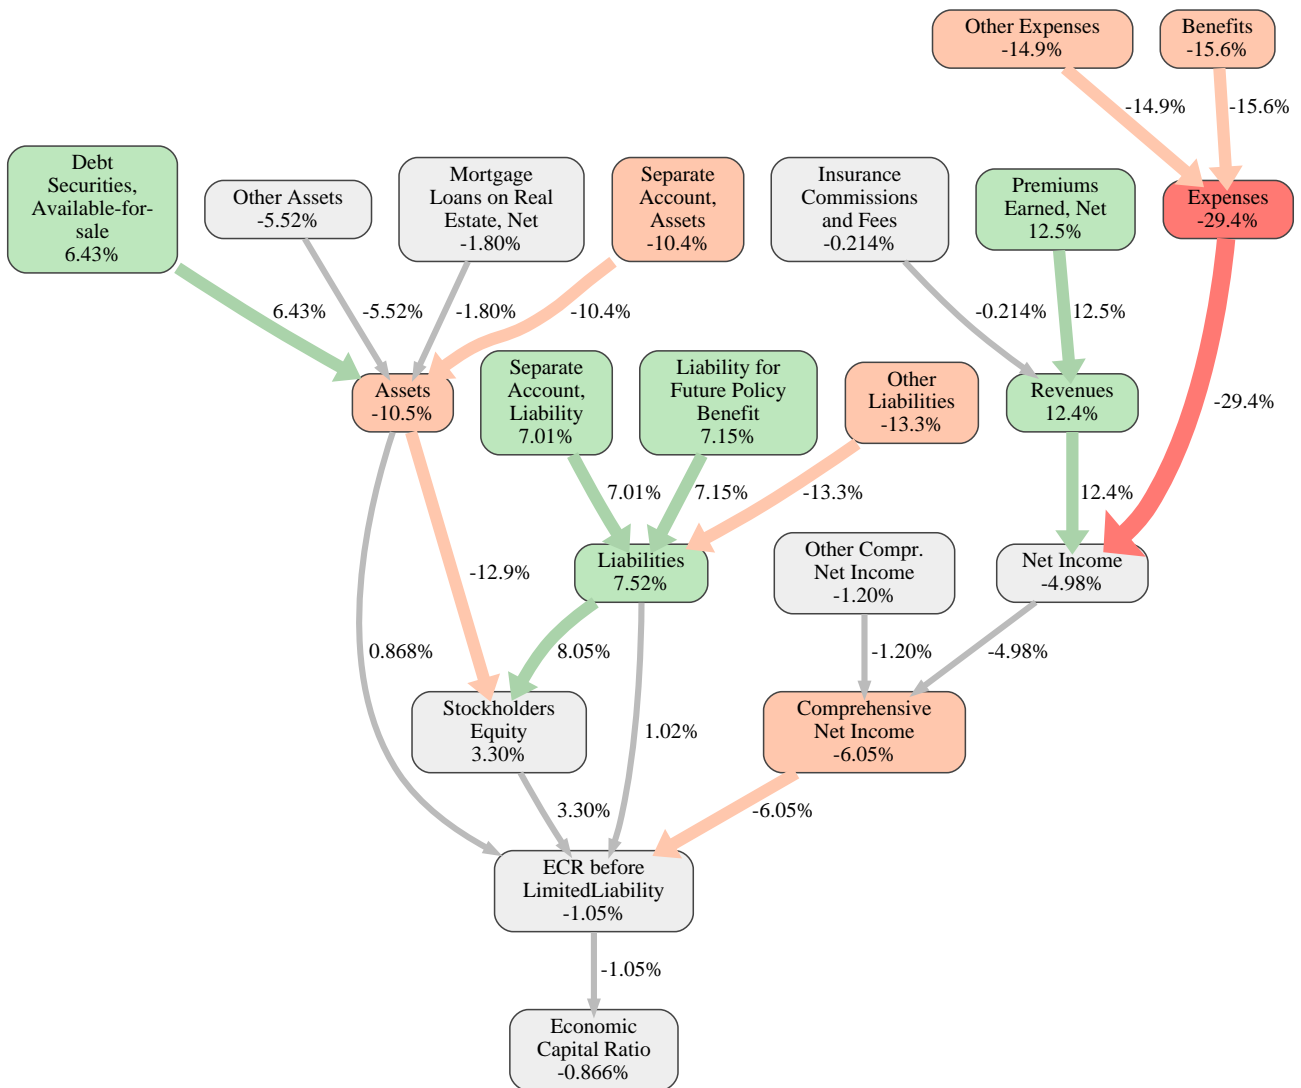 Other Expenses
-14.9%
Benefits
-15.6%
-14.9%
-15.6%
Debt
Securities,
Available-for-
sale
6.43%
Other Assets
-5.52%
Mortgage
Loans on Real
Estate, Net
-1.80%
Separate
Account,
Assets
-10.4%
Insurance
Commissions
and Fees
-0.214%
Premiums
Earned, Net
12.5%
Expenses
-29.4%
6.43%
-5.52%
-1.80%
-10.4%
-0.214%
12.5%
-29.4%
Assets
-10.5%
Separate
Account,
Liability
7.01%
Liability for
Future Policy
Benefit
7.15%
Other
Liabilities
-13.3%
Revenues
12.4%
7.01%
7.15%
-13.3%
12.4%
-12.9%
Liabilities
7.52%
Other Compr.
Net Income
-1.20%
Net Income
-4.98%
0.868%
8.05%
-1.20%
-4.98%
Stockholders
Equity
3.30%
1.02%
Comprehensive
Net Income
-6.05%
3.30%
-6.05%
ECR before
LimitedLiability
-1.05%
-1.05%
Economic
Capital Ratio
-0.866%